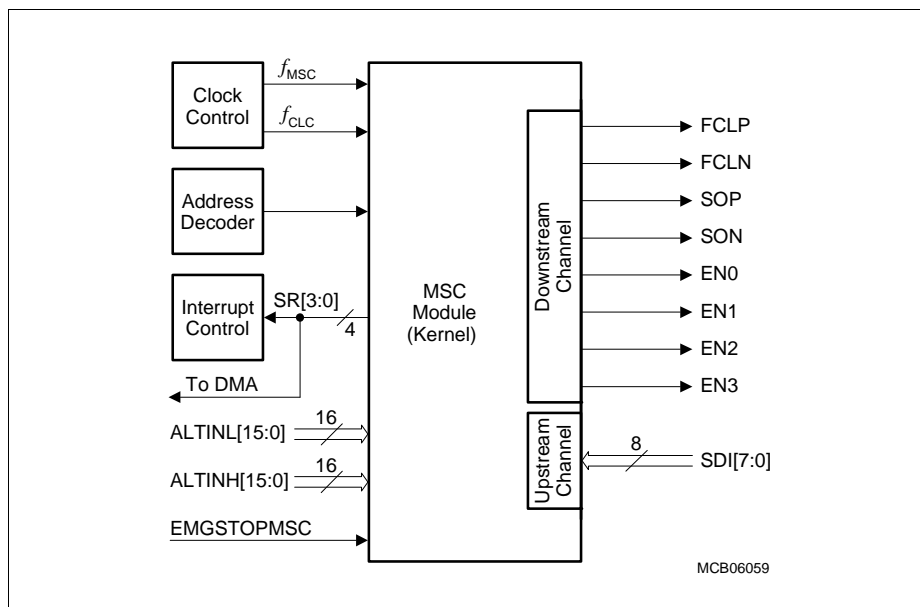 Clock
Control
fMSC
fCLC
Address
Decoder
Interrupt
Control
SR[3:0]
4
To DMA
ALTINL[15:0]
16
ALTINH[15:0]
16
EMGSTOPMSC
MSC
Module
(Kernel)
Downstream
Channel
Upstream
Channel
FCLP
FCLN
SOP
SON
EN0
EN1
EN2
EN3
8
SDI[7:0]
MCB06059